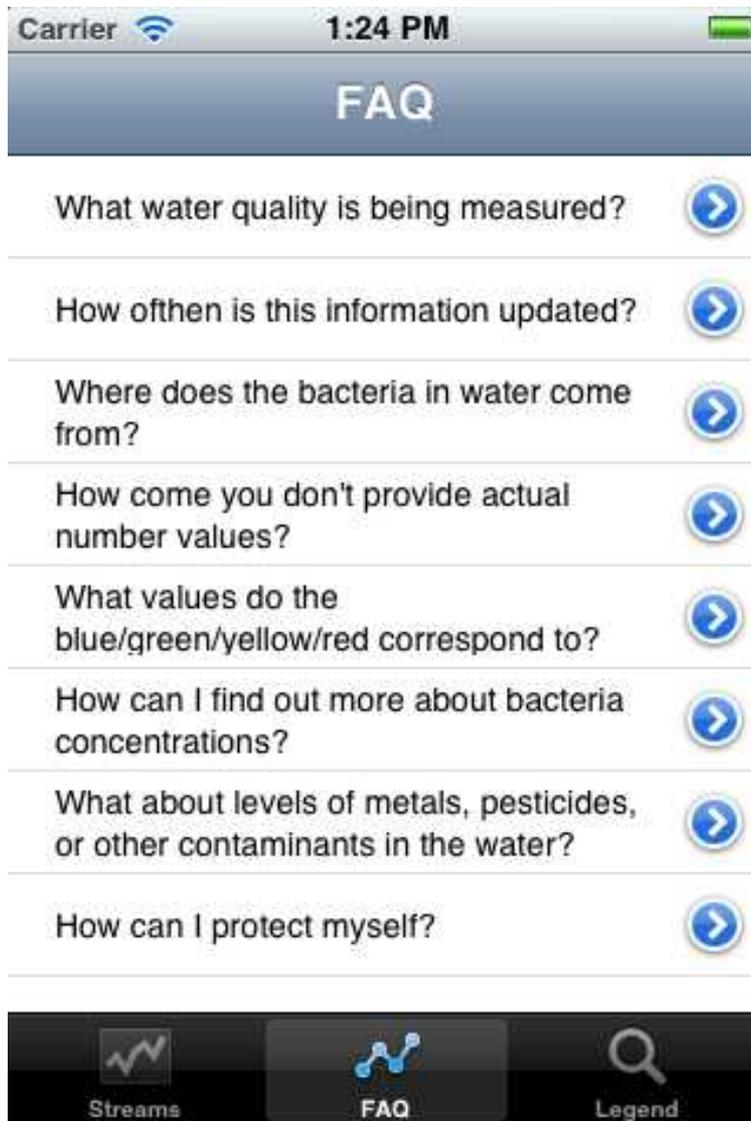 Carrier 1:24 PM
FAQ
What water quality is being measured?
How ofthen is this information updated?
Where does the bacteria in water come
from?
How come you don't provide actual
number values?
What values do the
blue/green/yellow/red correspond to?
How can I find out more about bacteria
concentrations?
What about levels of metals, pesticides,
or other contaminants in the water?
How can I protect myself?
Streams FAQ Legend